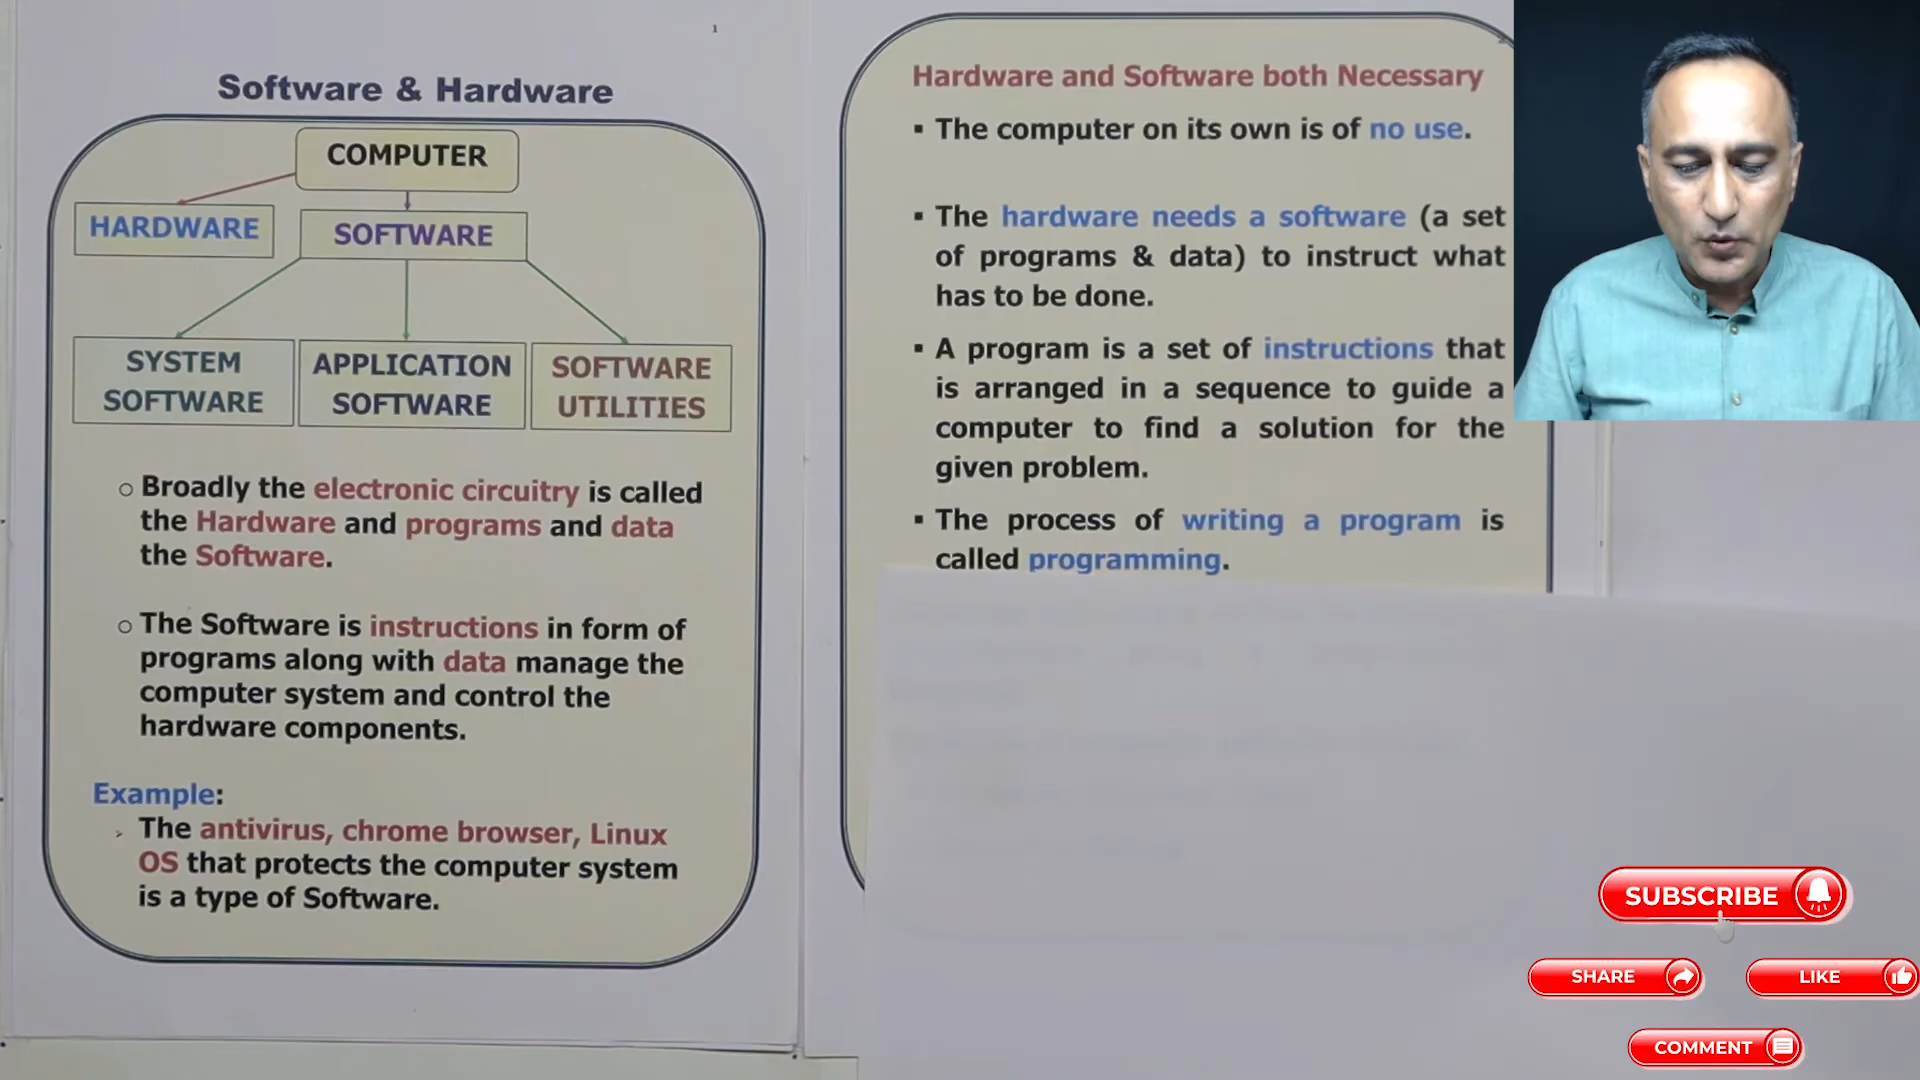 1
Software & Hardware
COMPUTER
HARDWARE
SOFTWARE
SYSTEM
SOFTWARE
APPLICATION
SOFTWARE
SOFTWARE
UTILITIES
Broadly the electronic circuitry is called
the Hardware and programs and data
the Software.
The Software is instructions in form of
programs along with data manage the
computer system and control the
hardware components.
Example:
The antivirus, chrome browser, Linux
OS that protects the computer system
is a type of Software.
Hardware and Software both Necessary
The computer on its own is of no use.
The hardware needs a software (a set
of programs & data) to instruct what
has to be done.
A program is a set of instructions that
is arranged in a sequence to guide a
computer to find a solution for the
given problem.
The process of writing a program is
called programming.
SUBSCRIBE
SHARE
LIKE
COMMENT